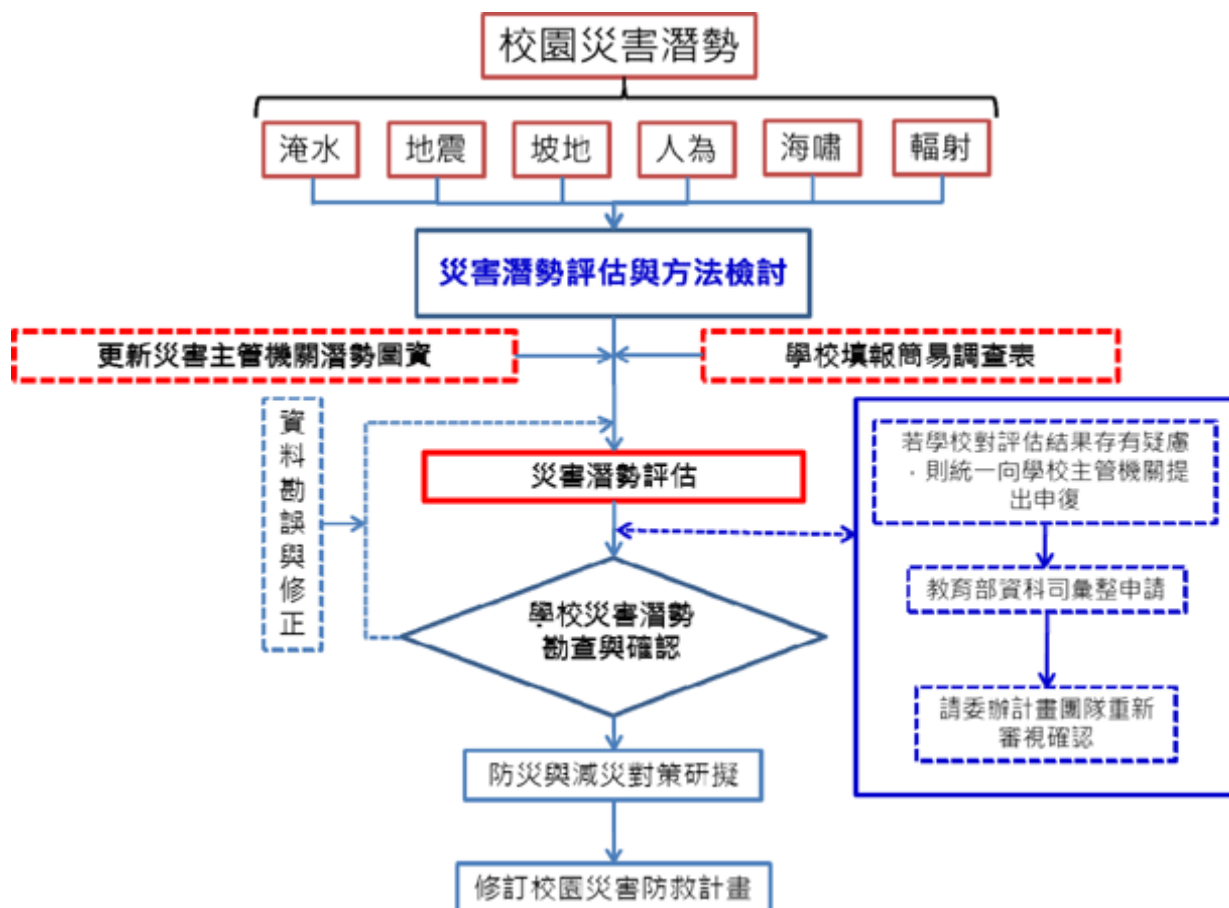 校園災害潛勢
淹水
地震
坡地
人為
海嘯
輻射
災害潛勢評估與方法檢討
更新災害主管機關潛勢圖資
學校填報簡易調查表
資料勘誤與修正
災害潛勢評估
若學校對評估結果存有疑慮
，則統一向學校主管機關提
出申復
教育部資科司彙整申請
學校災害潛勢
勘查與確認
請委辦計畫團隊重新
審視確認
防災與減災對策研擬
修訂校園災害防救計畫